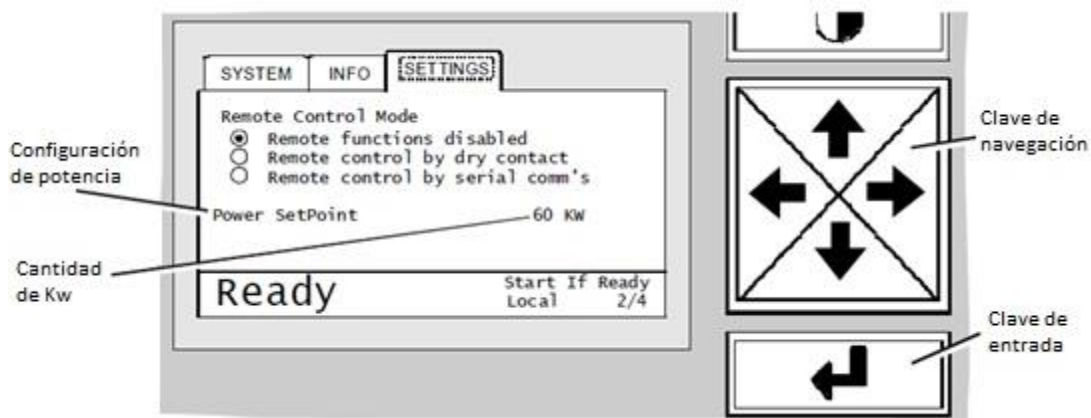 SYSTEM INFO SETTINGS
Remote Control Mode
Remote functions disabled
Remote control by dry contact
Remote control by serial comm's
Power SetPoint 60 KW
Ready
Start If Ready
Local 2/4
Configuración
de potencia
Cantidad
de Kw
Clave de
navegación
Clave de
entrada